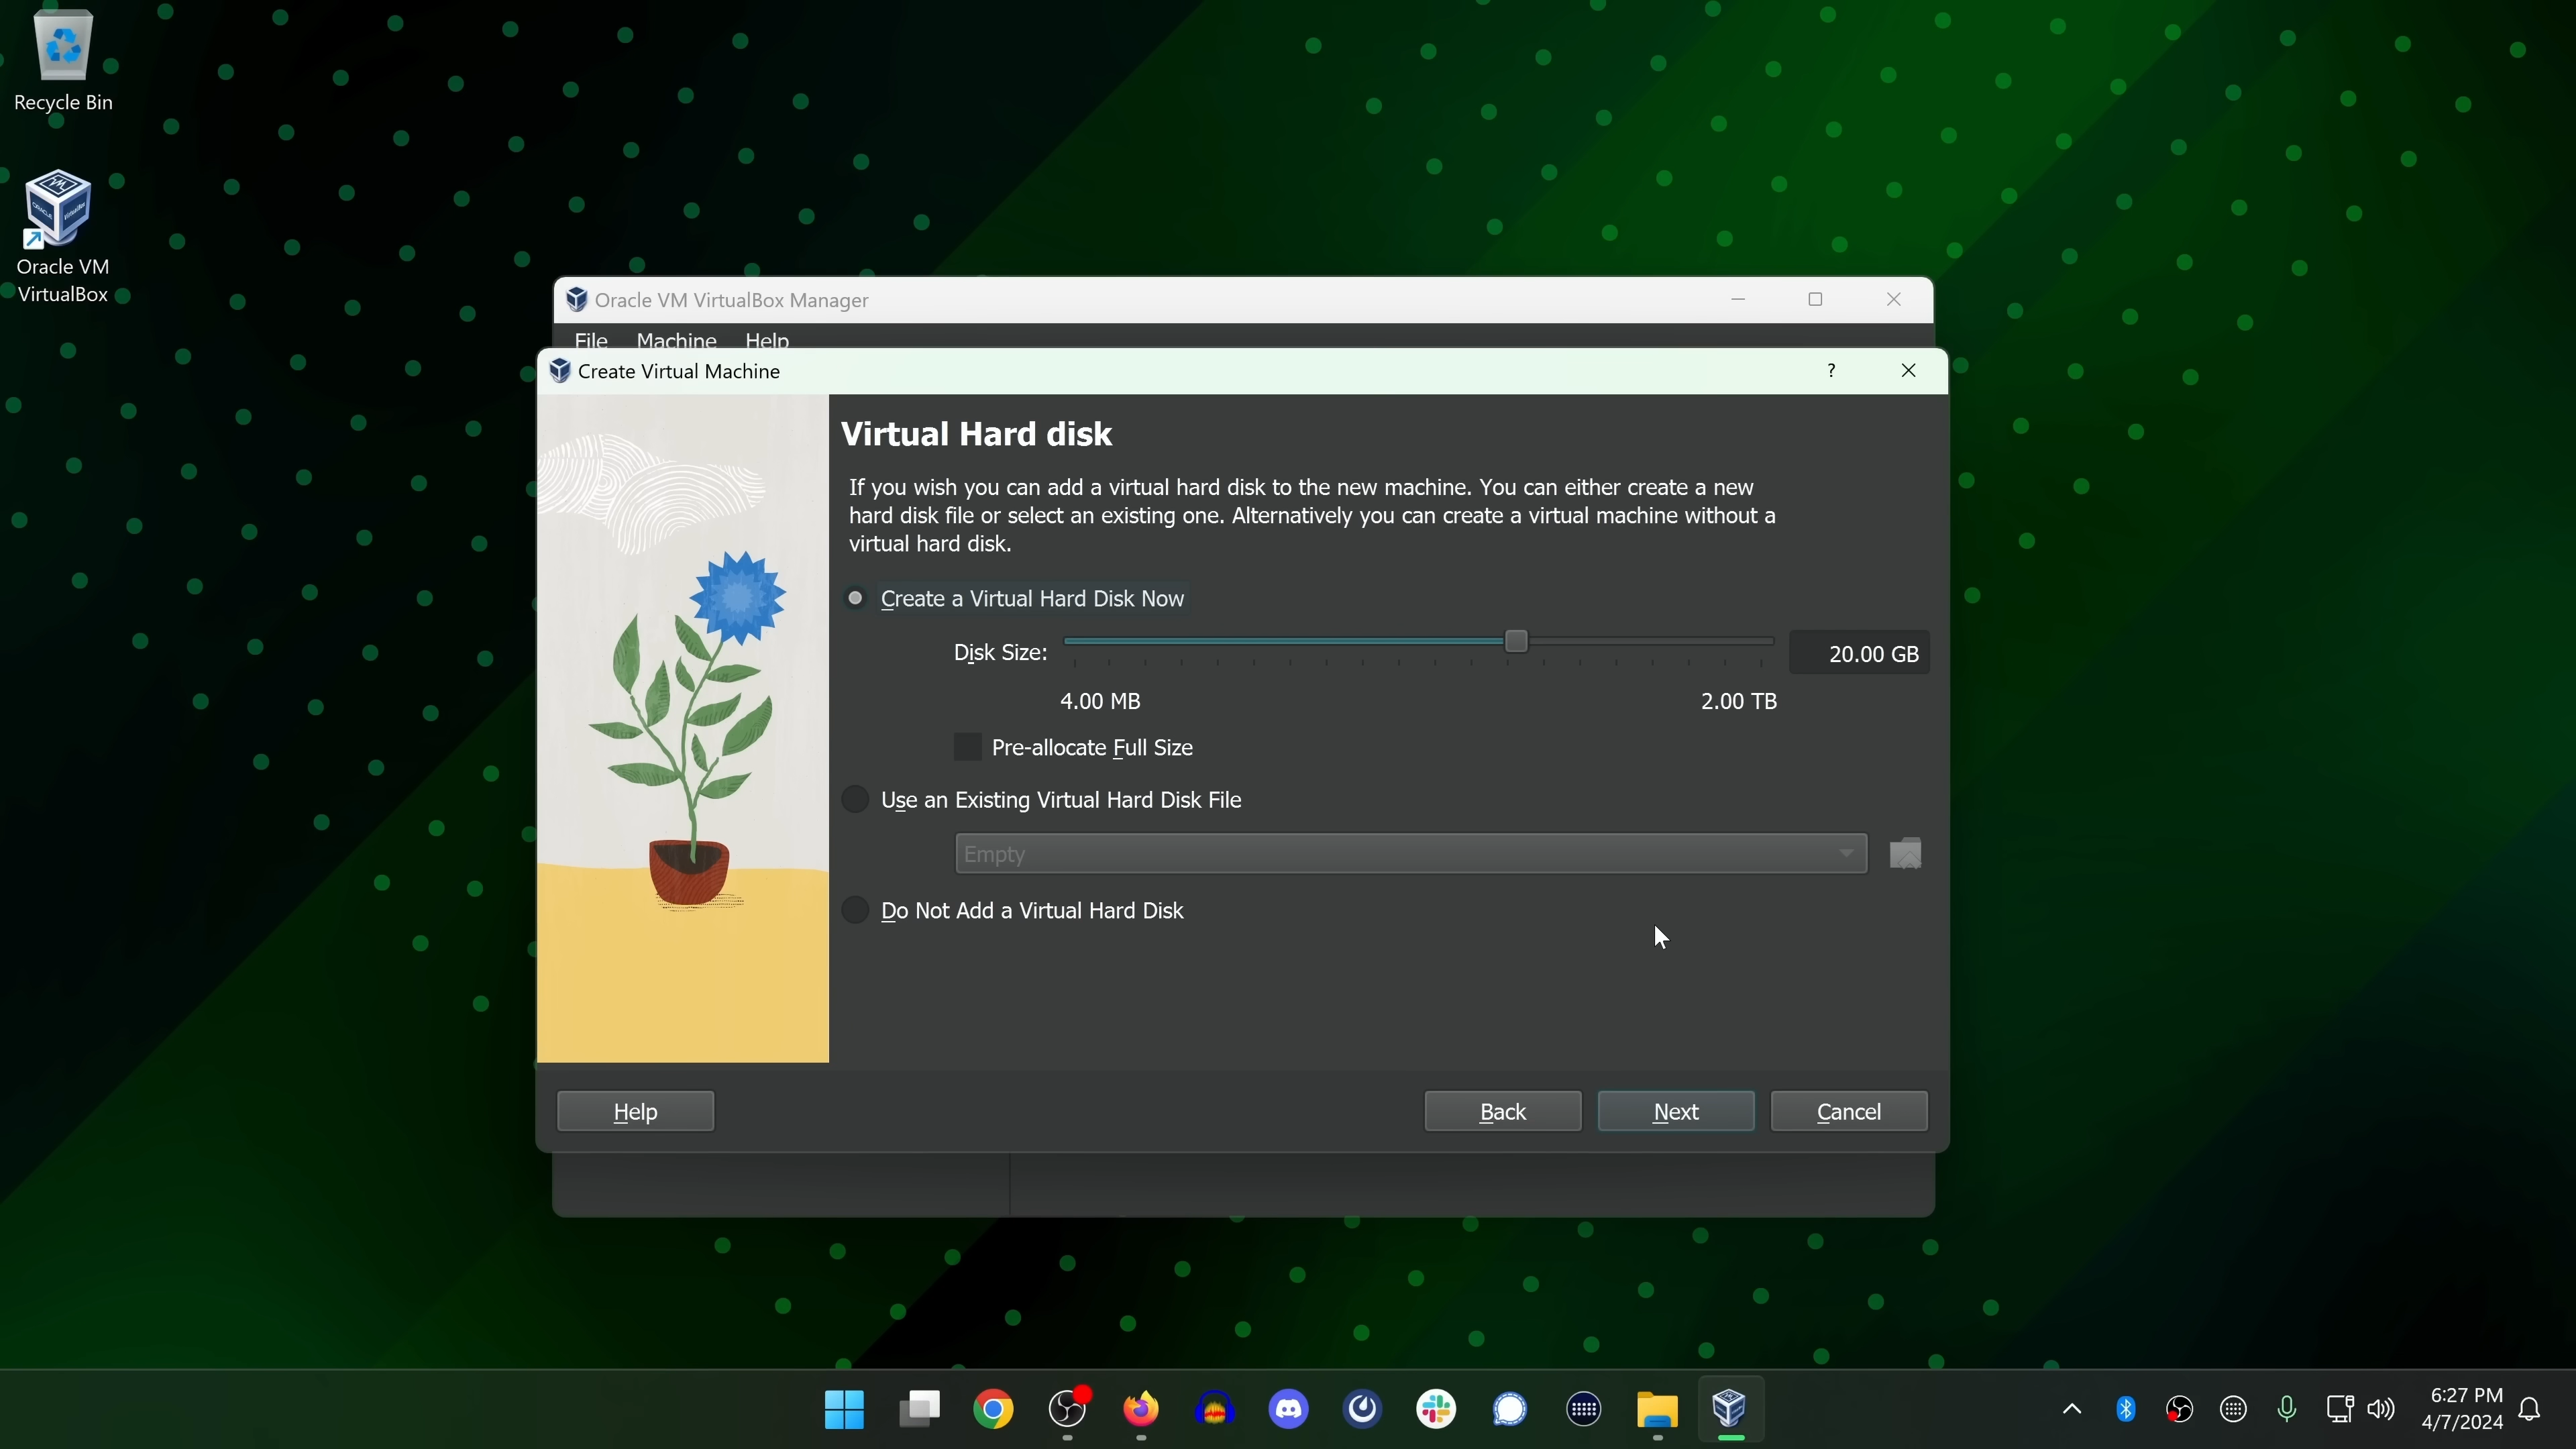 Recycle Bin
Oracle VM
VirtualBox
Oracle VM VirtualBox Manager
File Machine Help
Create Virtual Machine
?
Virtual Hard disk
If you wish you can add a virtual hard disk to the new machine. You can either create a new
hard disk file or select an existing one. Alternatively you can create a virtual machine without a
virtual hard disk.
Create a Virtual Hard Disk Now
Disk Size:
20.00 GB
4.00 MB
2.00 TB
Pre-allocate Full Size
Use an Existing Virtual Hard Disk File
Empty
Do Not Add a Virtual Hard Disk
Help
Back
Next
Cancel
6:27 PM
4/7/2024